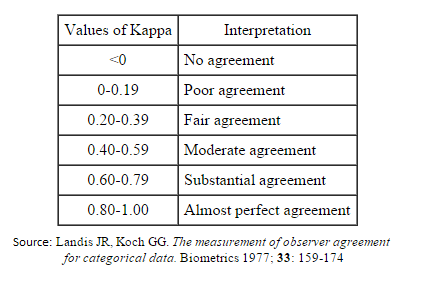 Values of Kappa Interpretation
<0 No agreement
0-0.19 Poor agreement
0.20-0.39 Fair agreement
0.40-0.59 Moderate agreement
0.60-0.79 Substantial agreement
0.80-1.00 Almost perfect agreement
Source: Landis JR, Koch GG. The measurement of observer agreement
for categorical data. Biometrics 1977; 33: 159-174